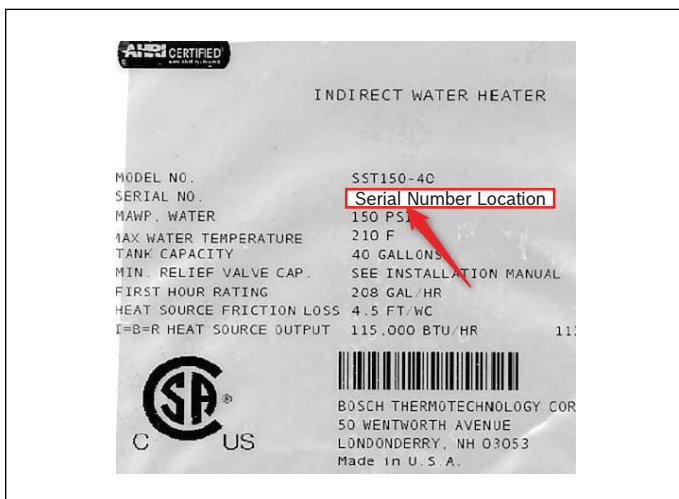 AHRI CERTIFIED
INDIRECT WATER HEATER
MODEL NO. SST150-40
SERIAL NO. Serial Number Location
MAWP. WATER 150 PSI
MAX WATER TEMPERATURE 210 F
TANK CAPACITY 40 GALLONS
MIN. RELIEF VALVE CAP. SEE INSTALLATION MANUAL
FIRST HOUR RATING 208 GAL/HR
HEAT SOURCE FRICTION LOSS 4.5 FT/WC
I=B=R HEAT SOURCE OUTPUT 115,000 BTU/HR 11
CSA ®
C US
BOSCH THERMOTECHNOLOGY COR
50 WENTWORTH AVENUE
LONDONDERRY, NH 03053
Made in U.S.A.